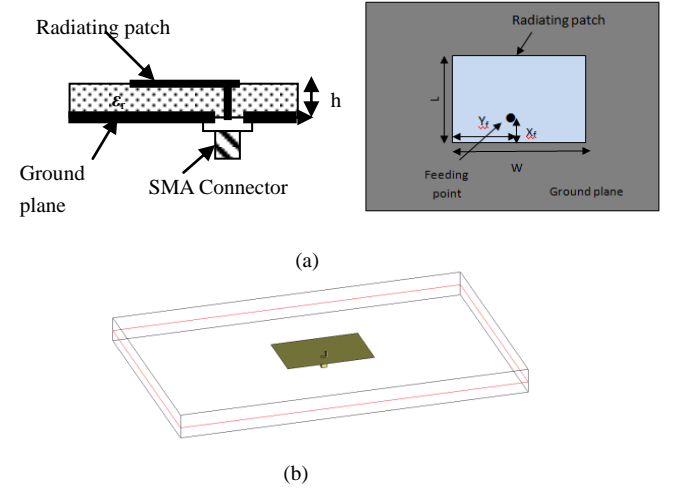 Radiating patch
εr
h
Ground
plane
SMA Connector
Radiating patch
L
Yf
Xf
Feeding
point
W
Ground plane
(a)
(b)